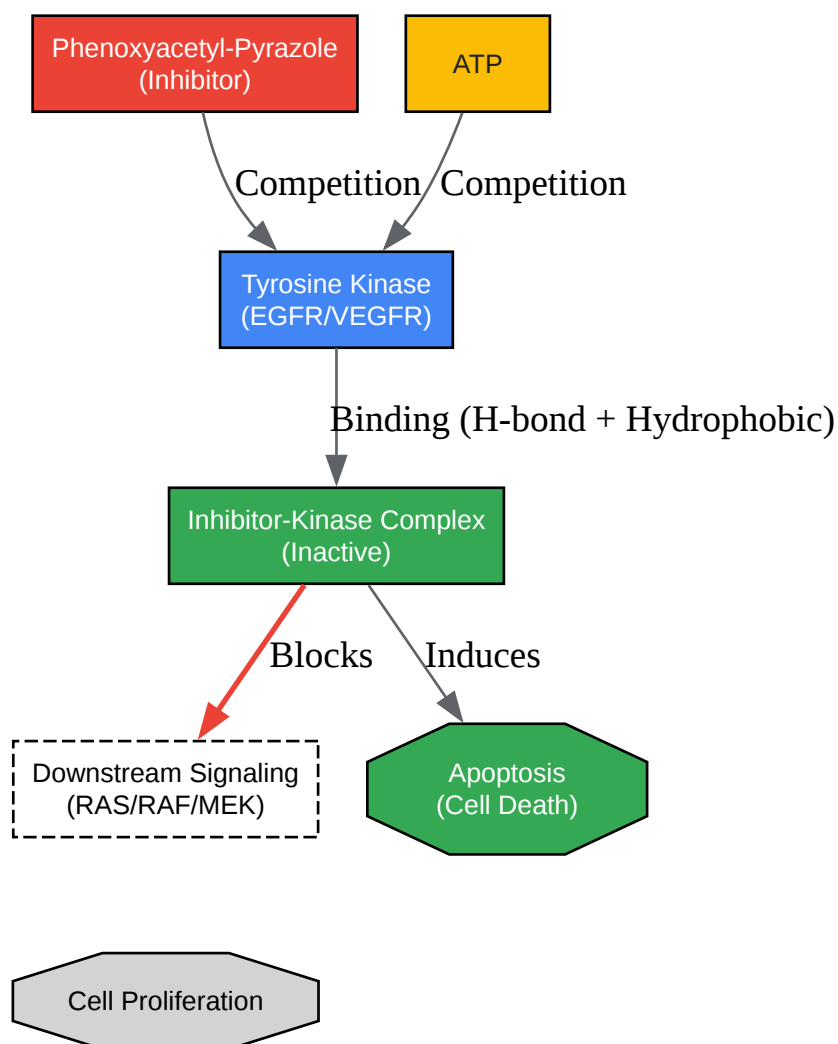 Phenoxyacetyl-Pyrazole
(Inhibitor)
ATP
Competition
Competition
Tyrosine Kinase
(EGFR/VEGFR)
Binding (H-bond + Hydrophobic)
Inhibitor-Kinase Complex
(Inactive)
Blocks
Induces
Downstream Signaling
(RAS/RAF/MEK)
Apoptosis
(Cell Death)
Cell Proliferation